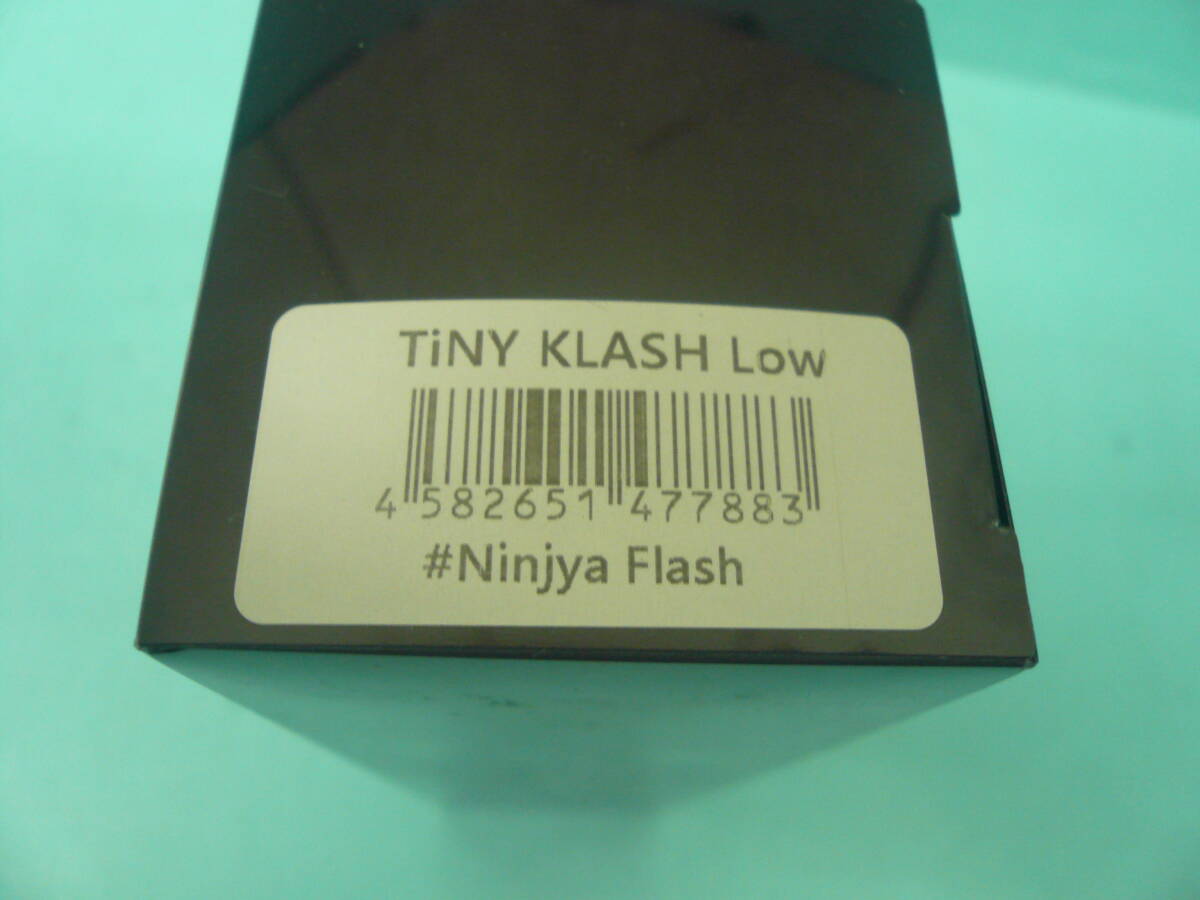 TiNY KLASH Low
4 582651 477883
#Ninjya Flash